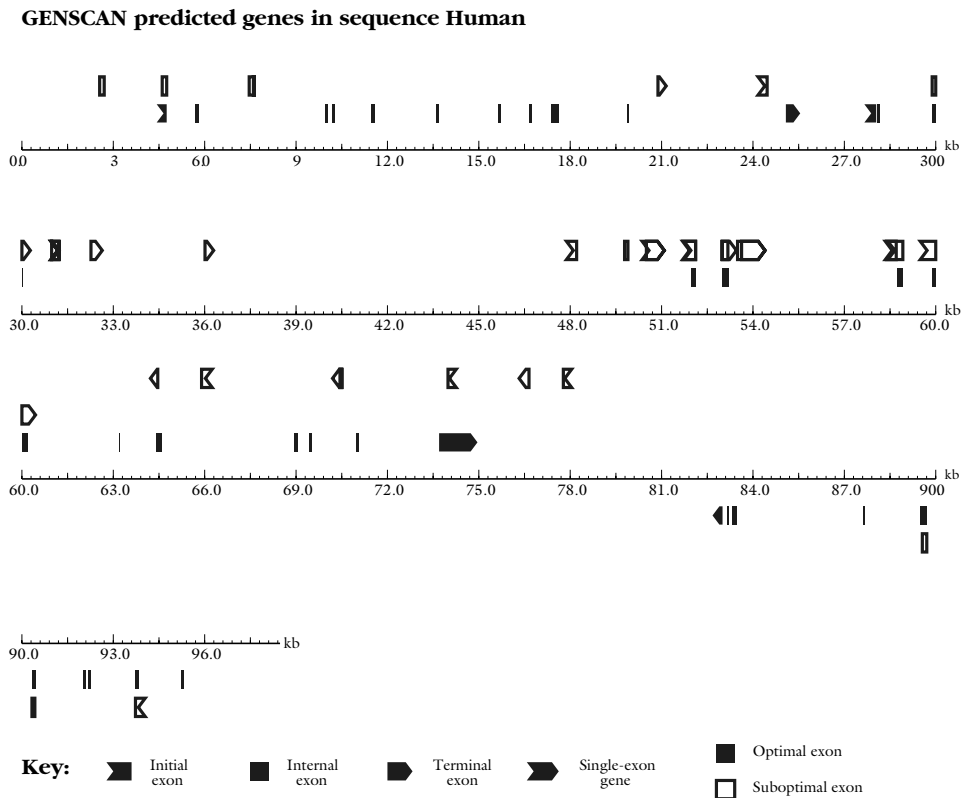 GENSCAN predicted genes in sequence Human
kb
0.0 3 6.0 9 12.0 15.0 18.0 21.0 24.0 27.0 300
kb
30.0 33.0 36.0 39.0 42.0 45.0 48.0 51.0 54.0 57.0 60.0
60.0 63.0 66.0 69.0 72.0 75.0 78.0 81.0 84.0 87.0 900
kb
90.0 93.0 96.0
Key:
Initial exon
Internal exon
Terminal exon
Single-exon gene
Optimal exon
Suboptimal exon